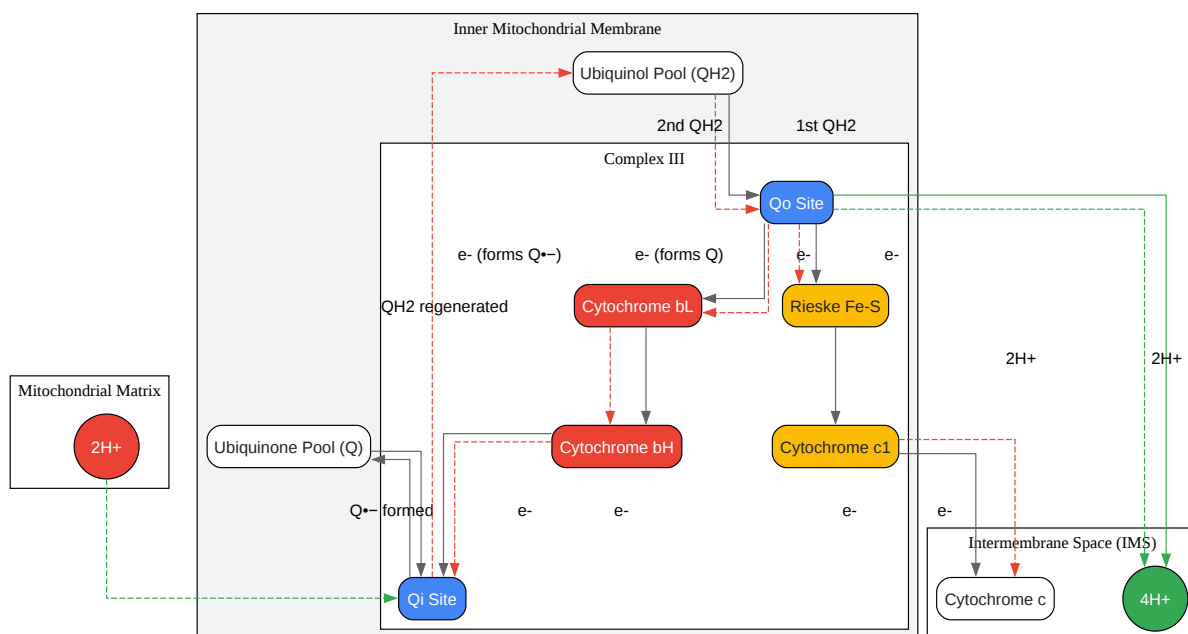 Inner Mitochondrial Membrane
Ubiquinol Pool (QH2)
2nd QH2
1st QH2
Complex III
Qo Site
e- (forms Q•−)
e- (forms Q)
e-
e-
QH2 regenerated
Cytochrome bL
Rieske Fe-S
2H+
2H+
Mitochondrial Matrix
2H+
Ubiquinone Pool (Q)
Cytochrome bH
Cytochrome c1
Q•− formed
e-
e-
e-
e-
Intermembrane Space (IMS)
Qi Site
Cytochrome c
4H+